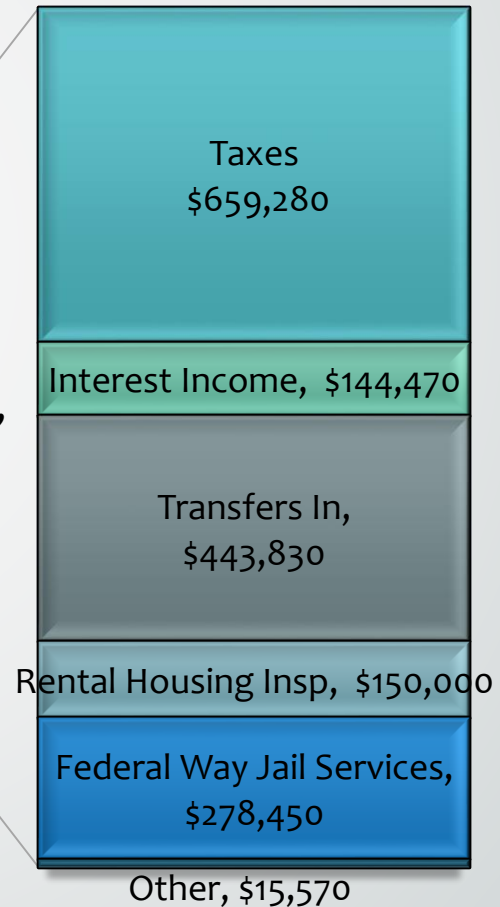 Taxes
$659,280
Interest Income, $144,470
,
Transfers In,
$443,830
Rental Housing Insp, $150,000
Federal Way Jail Services,
$278,450
Other, $15,570